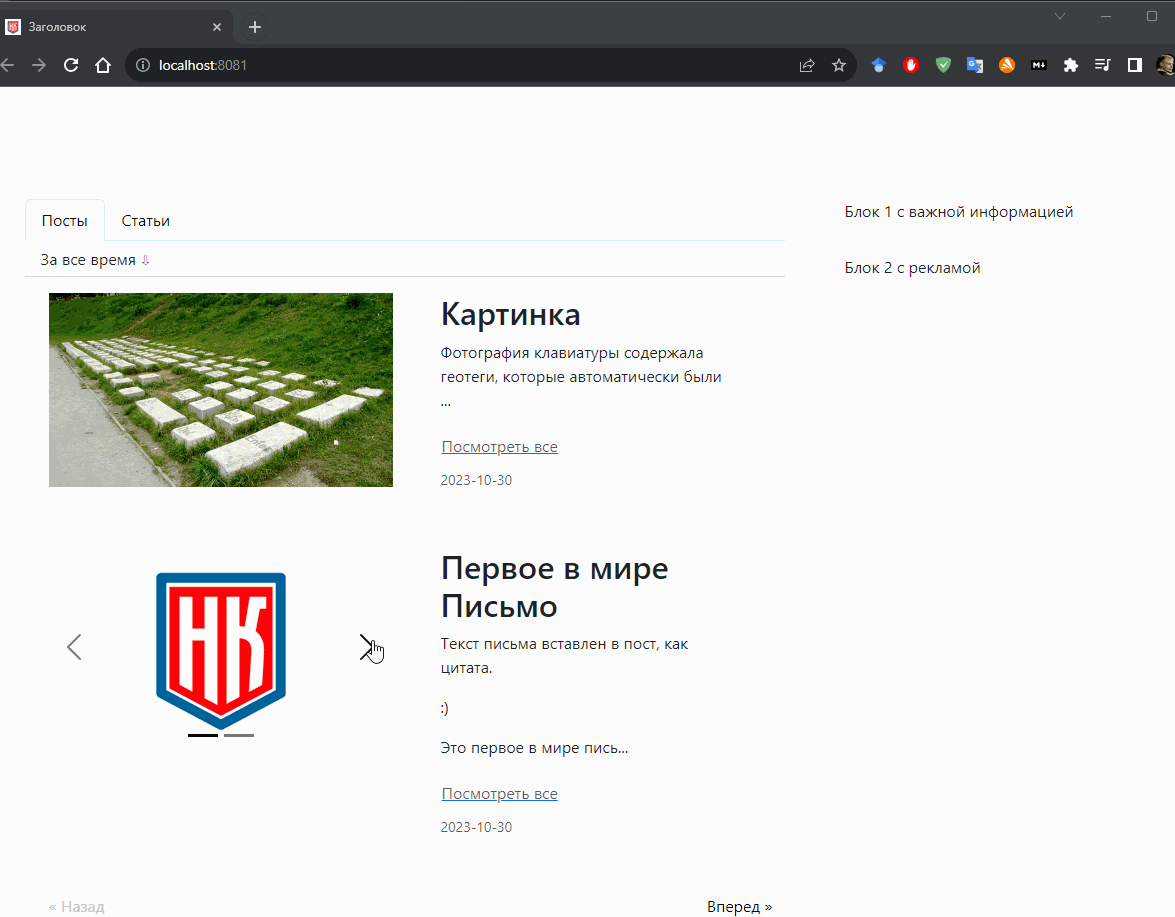 Заголовок
localhost:8081
Посты Статьи
За все время ⇩
Картинка
Фотография клавиатуры содержала
геотеги, которые автоматически были
...
Посмотреть все
2023-10-30
НК
Первое в мире
Письмо
Текст письма вставлен в пост, как
цитата.
:)
Это первое в мире пись...
Посмотреть все
2023-10-30
« Назад
Вперед »
Блок 1 с важной информацией
Блок 2 с рекламой